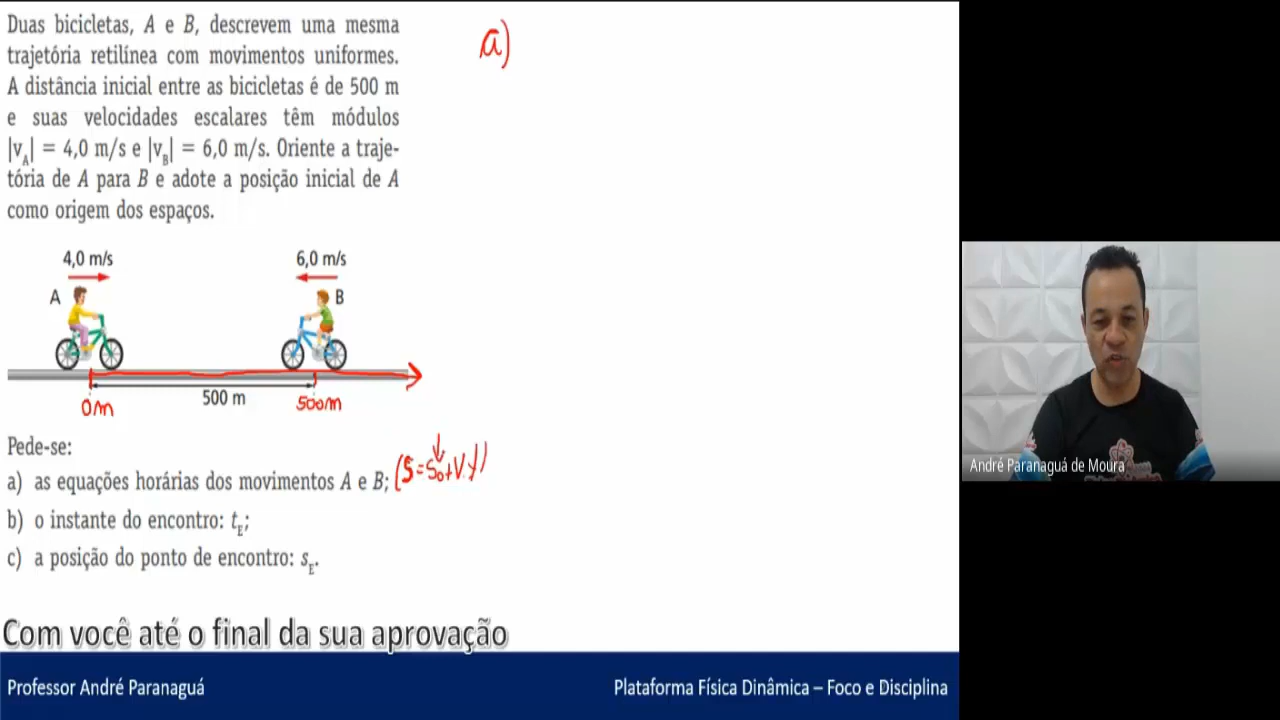 Duas bicicletas, A e B, descrevem uma mesma
trajetória retilínea com movimentos uniformes.
A distância inicial entre as bicicletas é de 500 m
e suas velocidades escalares têm módulos
|vA| = 4,0 m/s e |vB| = 6,0 m/s. Oriente a traje-
tória de A para B e adote a posição inicial de A
como origem dos espaços.
a)
4,0 m/s
6,0 m/s
A
B
500 m
0m
500m
Pede-se:
a) as equações horárias dos movimentos A e B; (S=S0+V.t)
b) o instante do encontro: tE;
c) a posição do ponto de encontro: sE.
Com você até o final da sua aprovação
Professor André Paranaguá
Plataforma Física Dinâmica – Foco e Disciplina
André Paranaguá de Moura